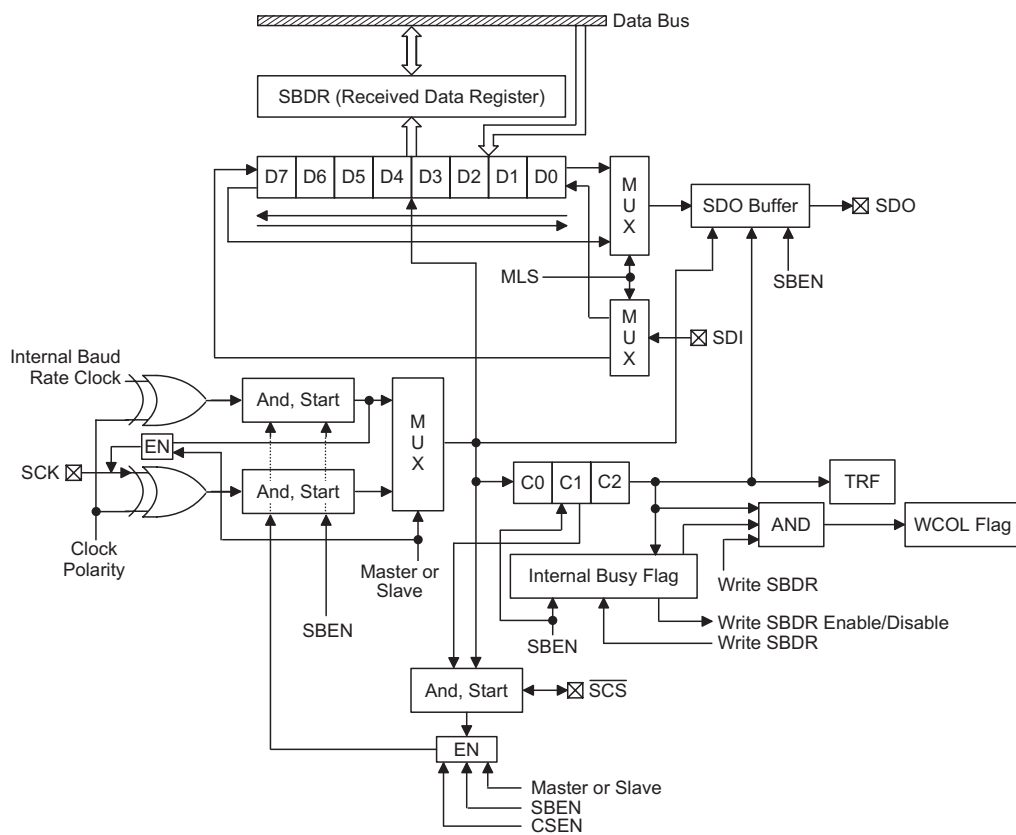 Data Bus
SBDR (Received Data Register)
D7 D6 D5 D4 D3 D2 D1 D0
M
U
X
SDO Buffer
SDO
MLS
SBEN
M
U
X
SDI
Internal Baud
Rate Clock
And, Start
M
U
X
EN
SCK
And, Start
C0 C1 C2
TRF
AND
WCOL Flag
Clock
Polarity
Master or
Slave
Internal Busy Flag
Write SBDR
SBEN
SBEN
Write SBDR Enable/Disable
Write SBDR
And, Start
SCS
EN
Master or Slave
SBEN
CSEN